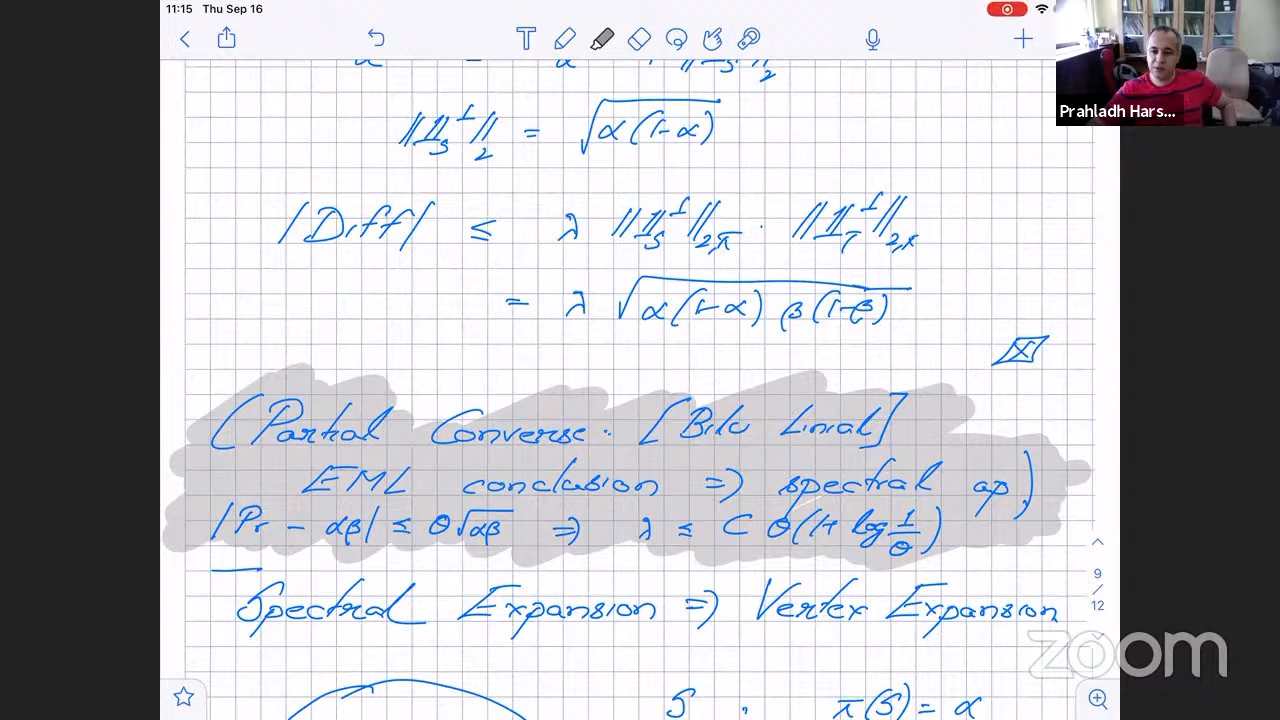 11:15 Thu Sep 16
Prahladh Hars...
||𝟙_S^⊥||_2 = √(α(1-α))
|Diff| ≤ λ ||𝟙_S^⊥||_{2,π} · ||𝟙_T^⊥||_{2,π}
= λ √(α(1-α) β(1-β))
(Partial Converse: [Bilu Linial]
EML conclusion => spectral gap)
|Pr - αβ| ≤ θ√αβ => λ ≤ C θ(1+ log 1/θ)
Spectral Expansion => Vertex Expansion
9
/
12
zoom
S, π(S) = α